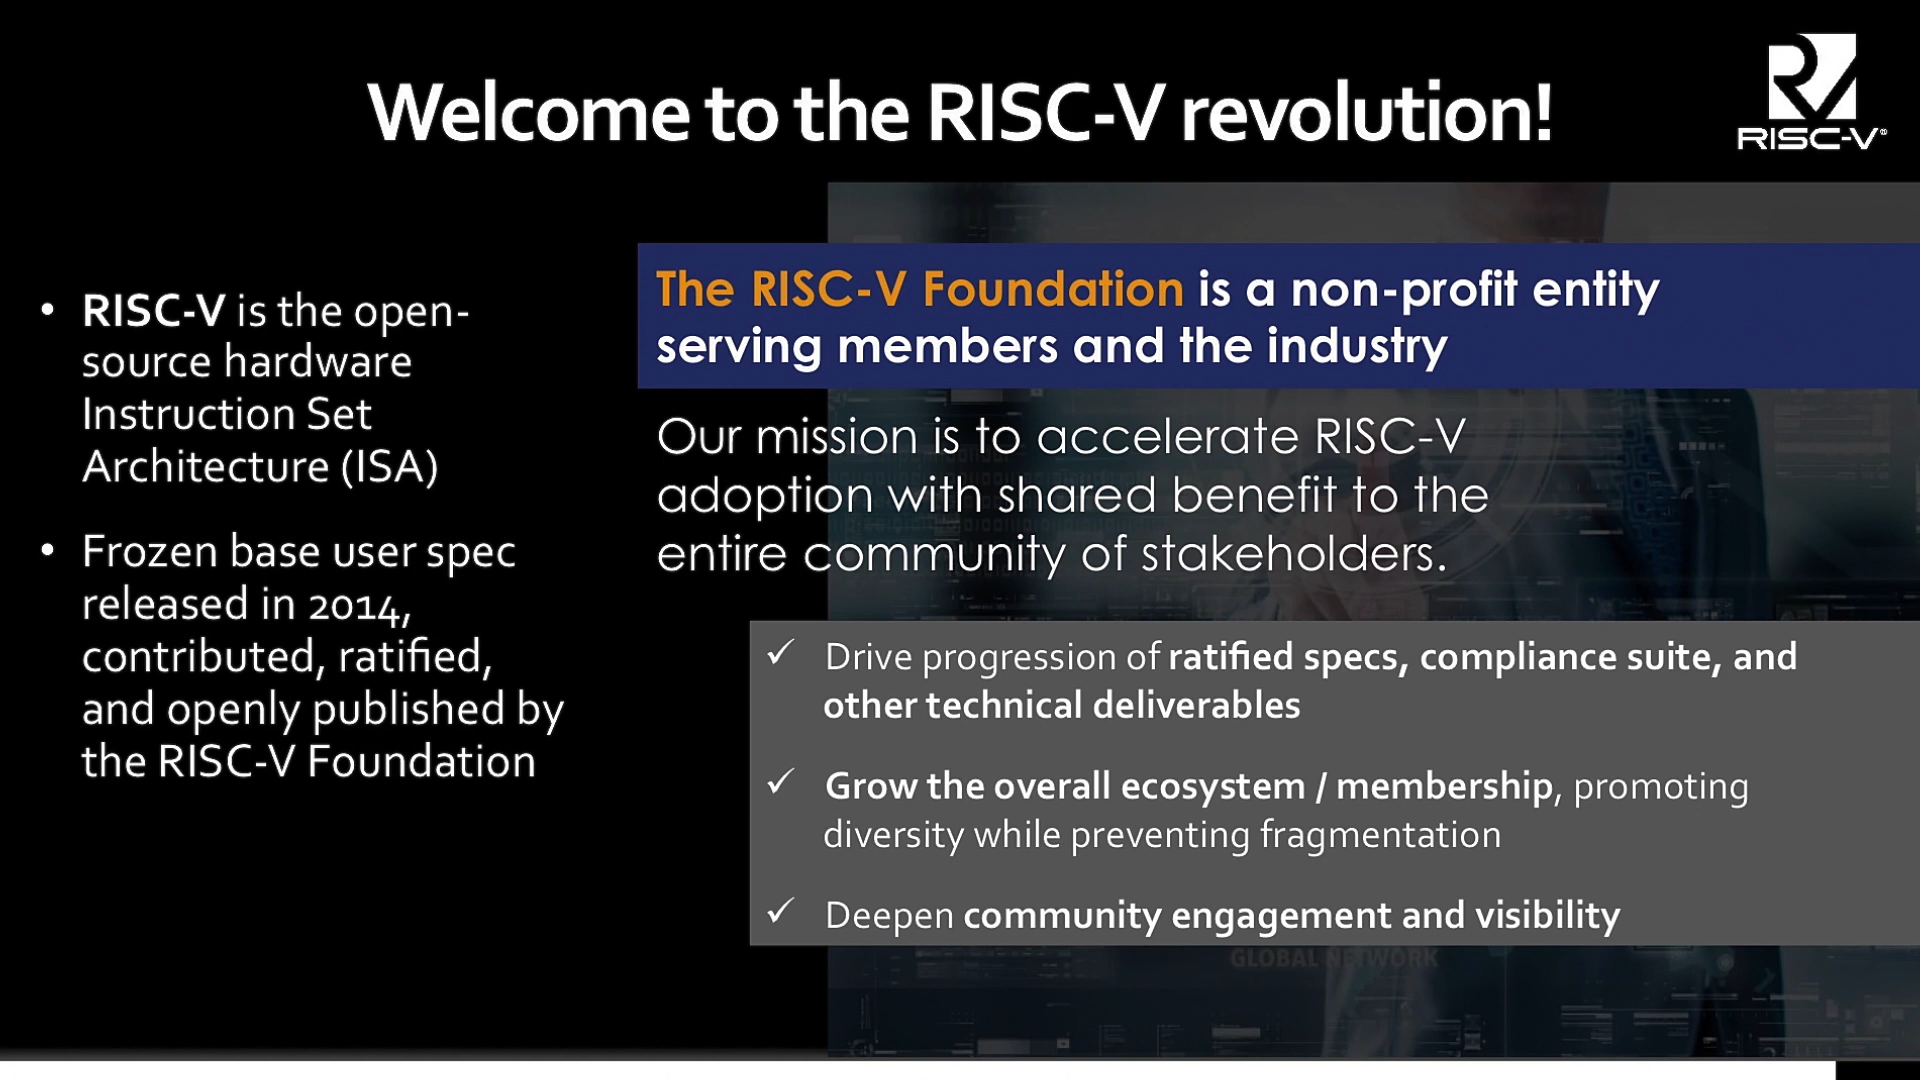 Welcome to the RISC-V revolution!
RISC-V®
• RISC-V is the open-
source hardware
Instruction Set
Architecture (ISA)
• Frozen base user spec
released in 2014,
contributed, ratified,
and openly published by
the RISC-V Foundation
The RISC-V Foundation is a non-profit entity
serving members and the industry
Our mission is to accelerate RISC-V
adoption with shared benefit to the
entire community of stakeholders.
✓ Drive progression of ratified specs, compliance suite, and
other technical deliverables
✓ Grow the overall ecosystem / membership, promoting
diversity while preventing fragmentation
✓ Deepen community engagement and visibility
GLOBAL NETWORK